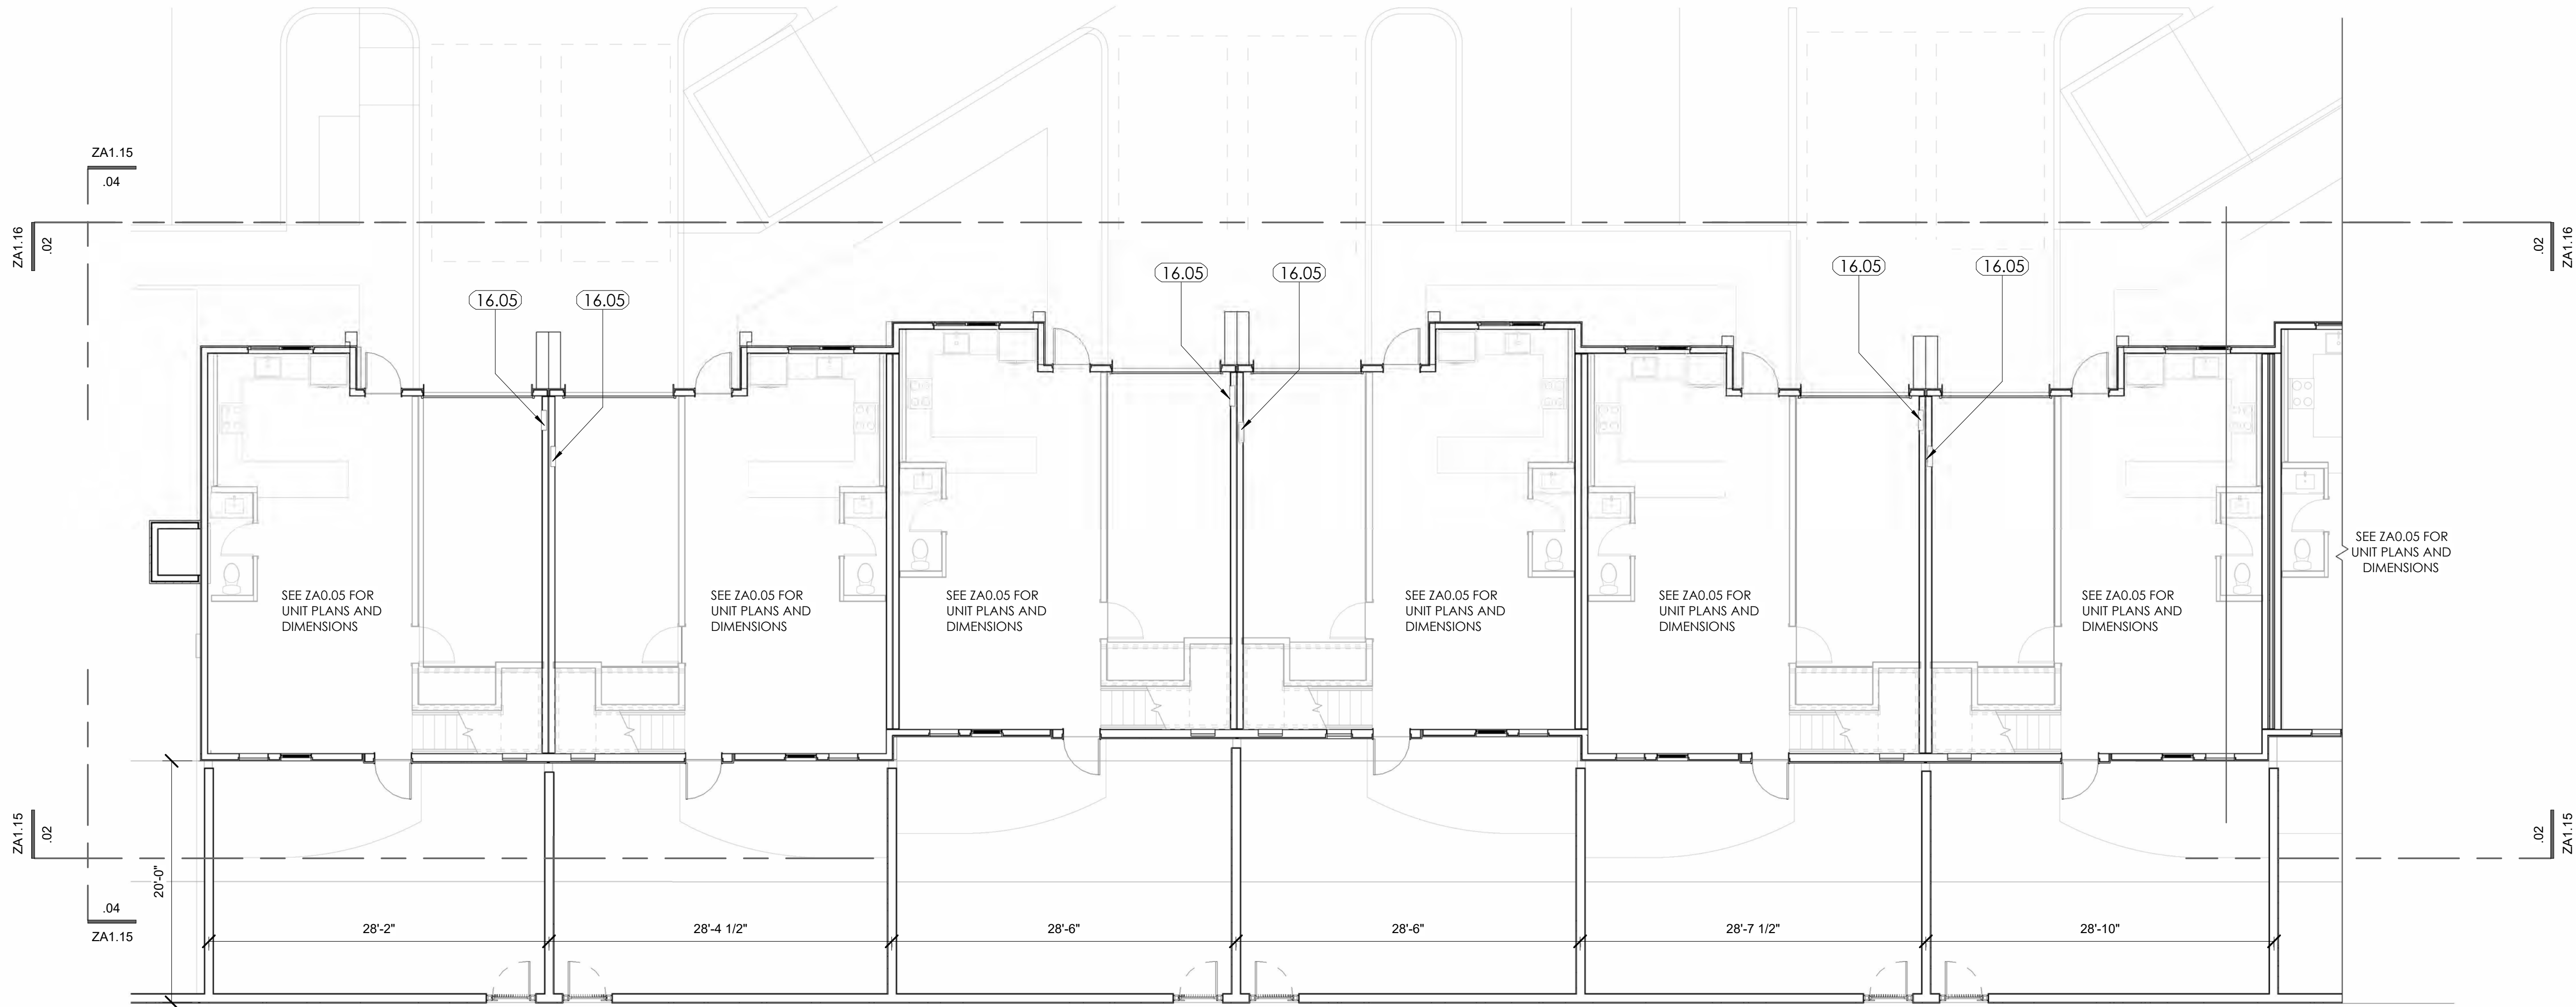 ZA1.15
.04
ZA1.16
.02
.02
ZA1.16
16.05
16.05
16.05
16.05
16.05
16.05
SEE ZA0.05 FOR
UNIT PLANS AND
DIMENSIONS
SEE ZA0.05 FOR
UNIT PLANS AND
DIMENSIONS
SEE ZA0.05 FOR
UNIT PLANS AND
DIMENSIONS
SEE ZA0.05 FOR
UNIT PLANS AND
DIMENSIONS
SEE ZA0.05 FOR
UNIT PLANS AND
DIMENSIONS
SEE ZA0.05 FOR
UNIT PLANS AND
DIMENSIONS
SEE ZA0.05 FOR
UNIT PLANS AND
DIMENSIONS
ZA1.15
.02
.02
ZA1.15
20'-0"
.04
ZA1.15
28'-2"
28'-4 1/2"
28'-6"
28'-6"
28'-7 1/2"
28'-10"